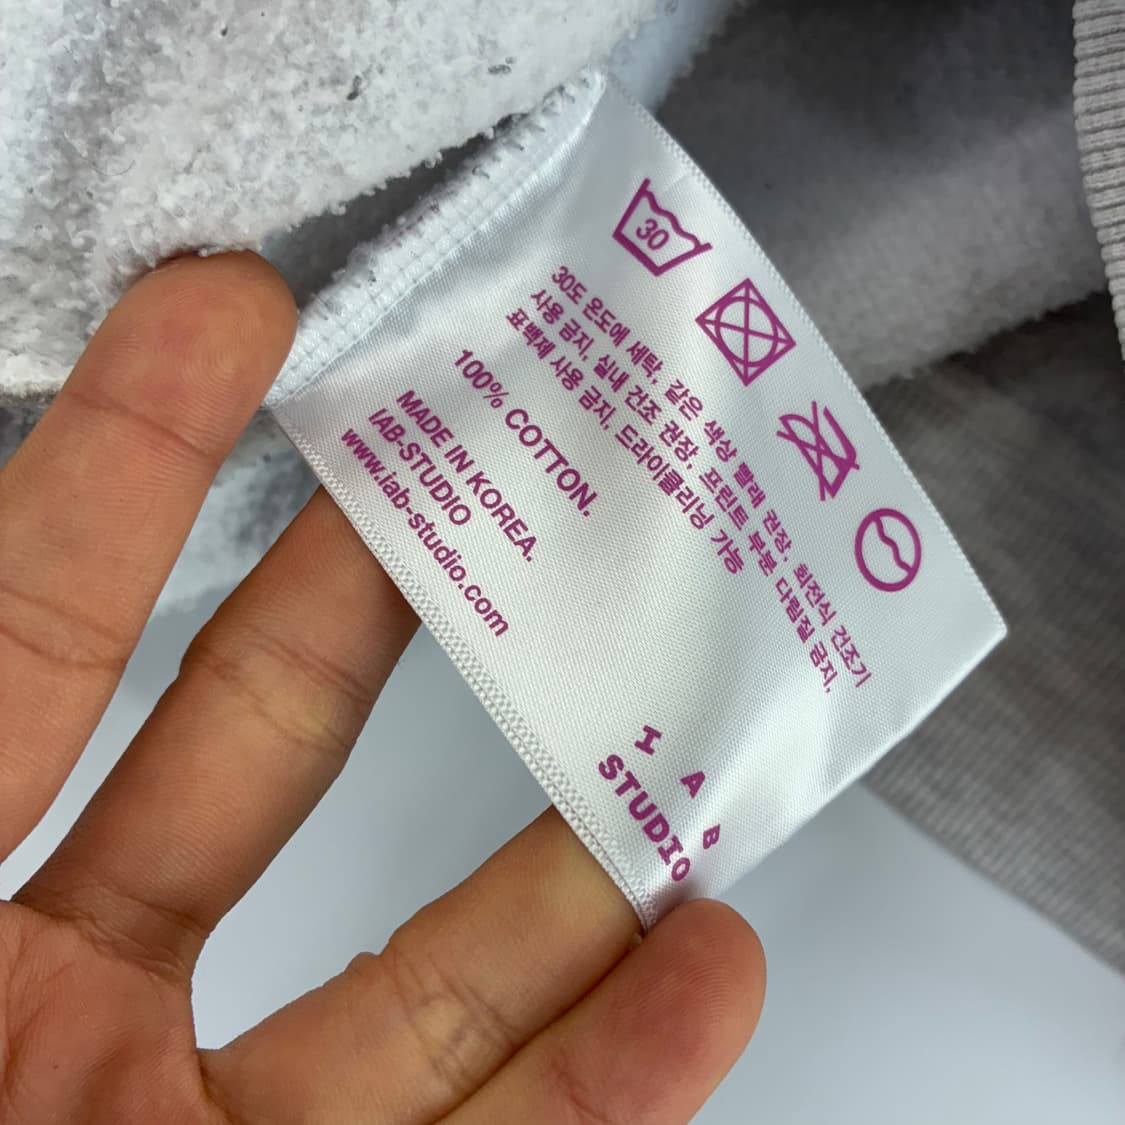 30
30도 온도에 세탁, 같은 색상 빨래 권장, 회전식 건조기
사용 금지, 실내 건조 권장, 프린트 부분 다림질 금지,
표백제 사용 금지, 드라이클리닝 가능
100% COTTON.
MADE IN KOREA.
IAB-STUDIO
www.iab-studio.com
I A B
STUDIO